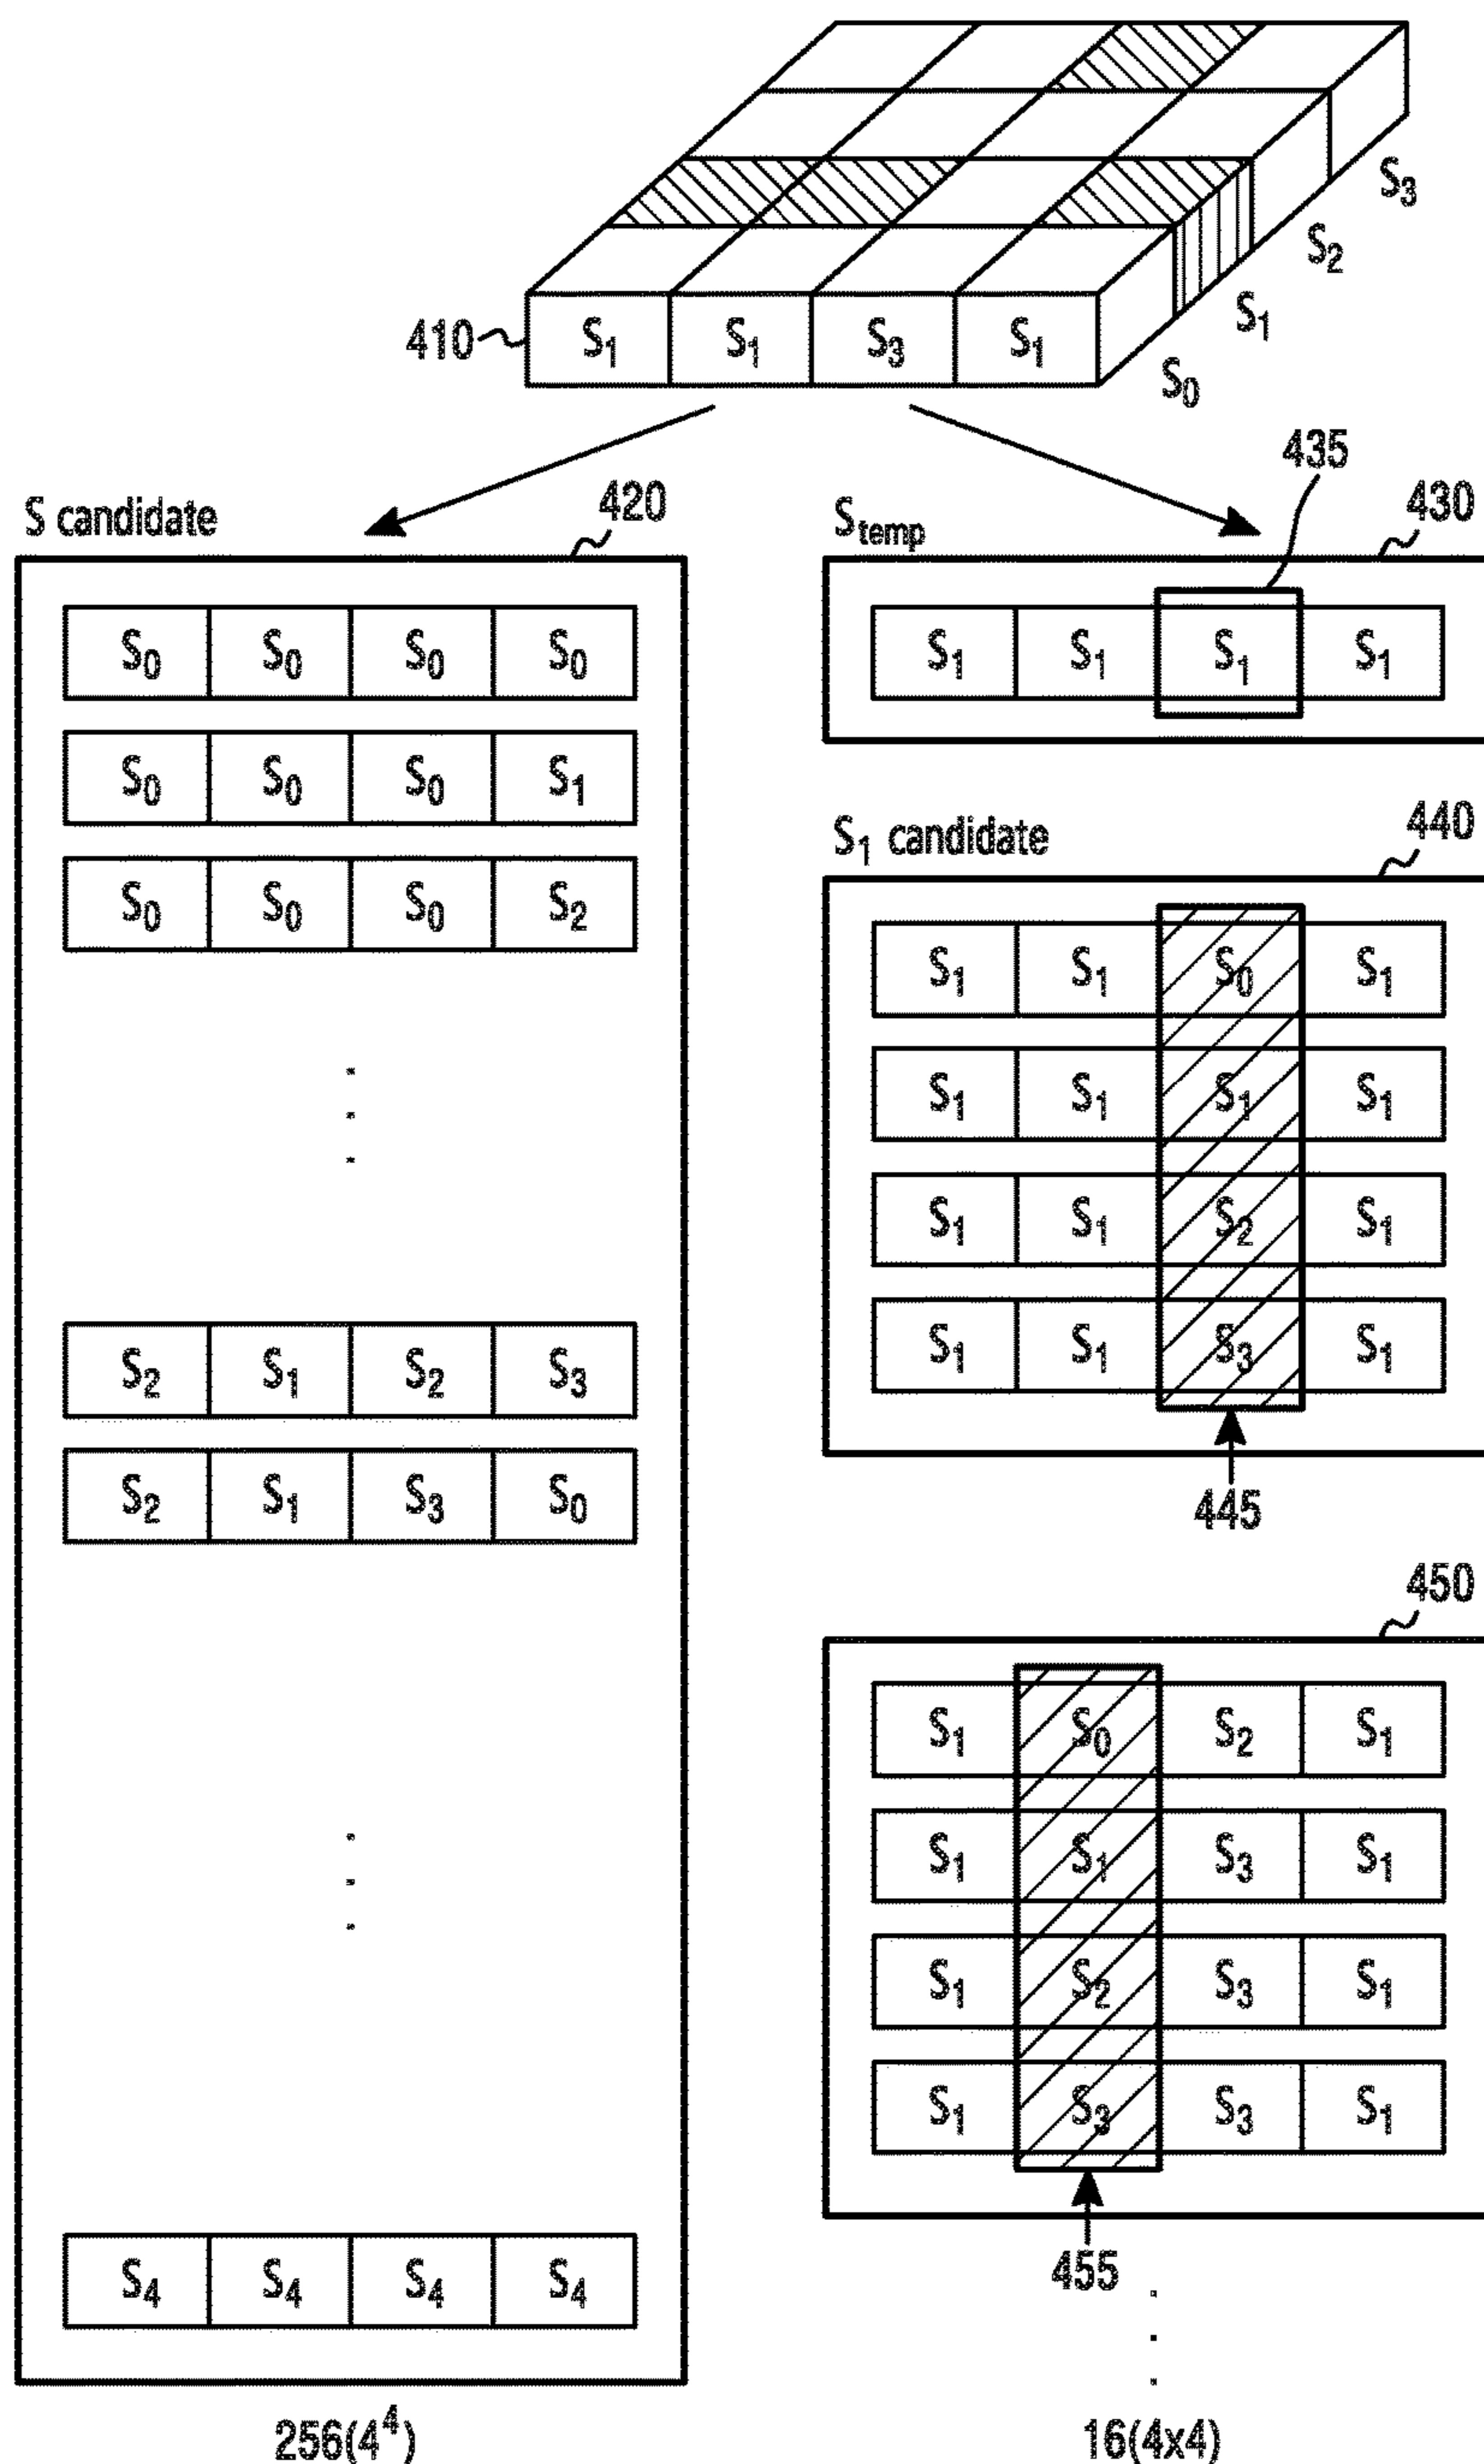 S3
S2
S1
S0
410
S1 S1 S3 S1
S candidate
420
S0 S0 S0 S0
S0 S0 S0 S1
S0 S0 S0 S2
S2 S1 S2 S3
S2 S1 S3 S0
S4 S4 S4 S4
256(4^4)
435
Stemp
430
S1 S1 S1 S1
S1 candidate
440
S1 S1 S0 S1
S1 S1 S1 S1
S1 S1 S2 S1
S1 S1 S3 S1
445
450
S1 S0 S2 S1
S1 S1 S3 S1
S1 S2 S3 S1
S1 S3 S3 S1
455
16(4x4)